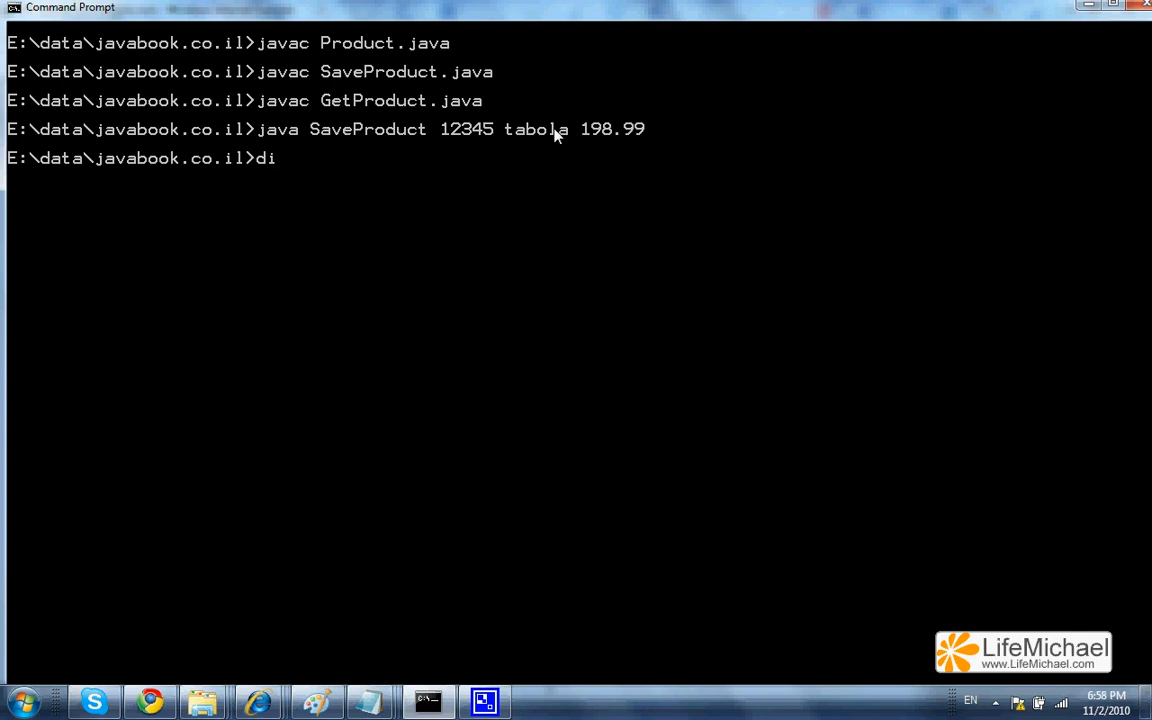 Command Prompt
E:\data\javabook.co.il>javac Product.java
E:\data\javabook.co.il>javac SaveProduct.java
E:\data\javabook.co.il>javac GetProduct.java
E:\data\javabook.co.il>java SaveProduct 12345 tabola 198.99
E:\data\javabook.co.il>di
LifeMichael
www.LifeMichael.com
EN
6:58 PM
11/2/2010